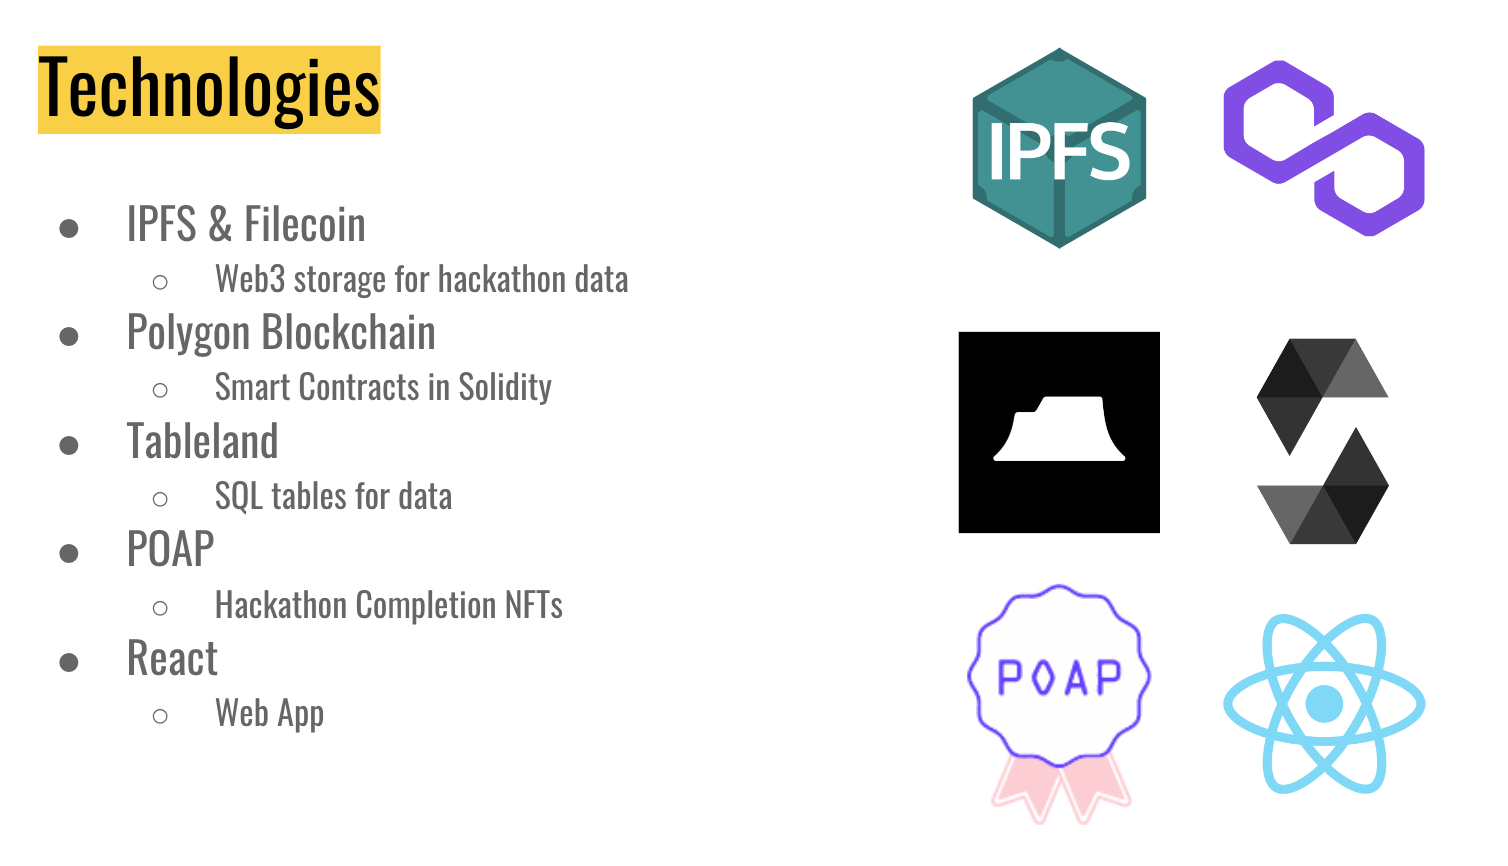 Technologies
● IPFS & Filecoin
○ Web3 storage for hackathon data
● Polygon Blockchain
○ Smart Contracts in Solidity
● Tableland
○ SQL tables for data
● POAP
○ Hackathon Completion NFTs
● React
○ Web App
IPFS
POAP